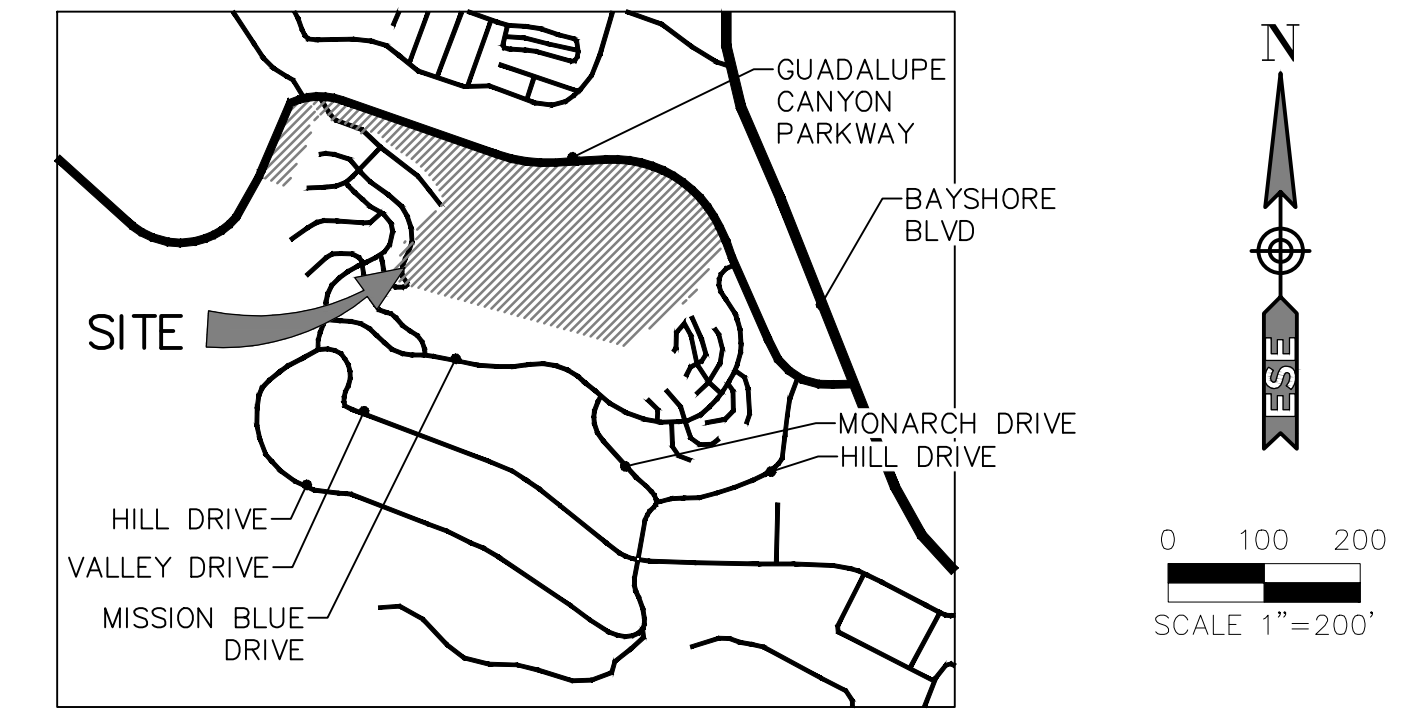 N
GUADALUPE
CANYON
PARKWAY
BAYSHORE
BLVD
SITE
ESE
MONARCH DRIVE
HILL DRIVE
HILL DRIVE
VALLEY DRIVE
MISSION BLUE
DRIVE
0 100 200
SCALE 1"=200'